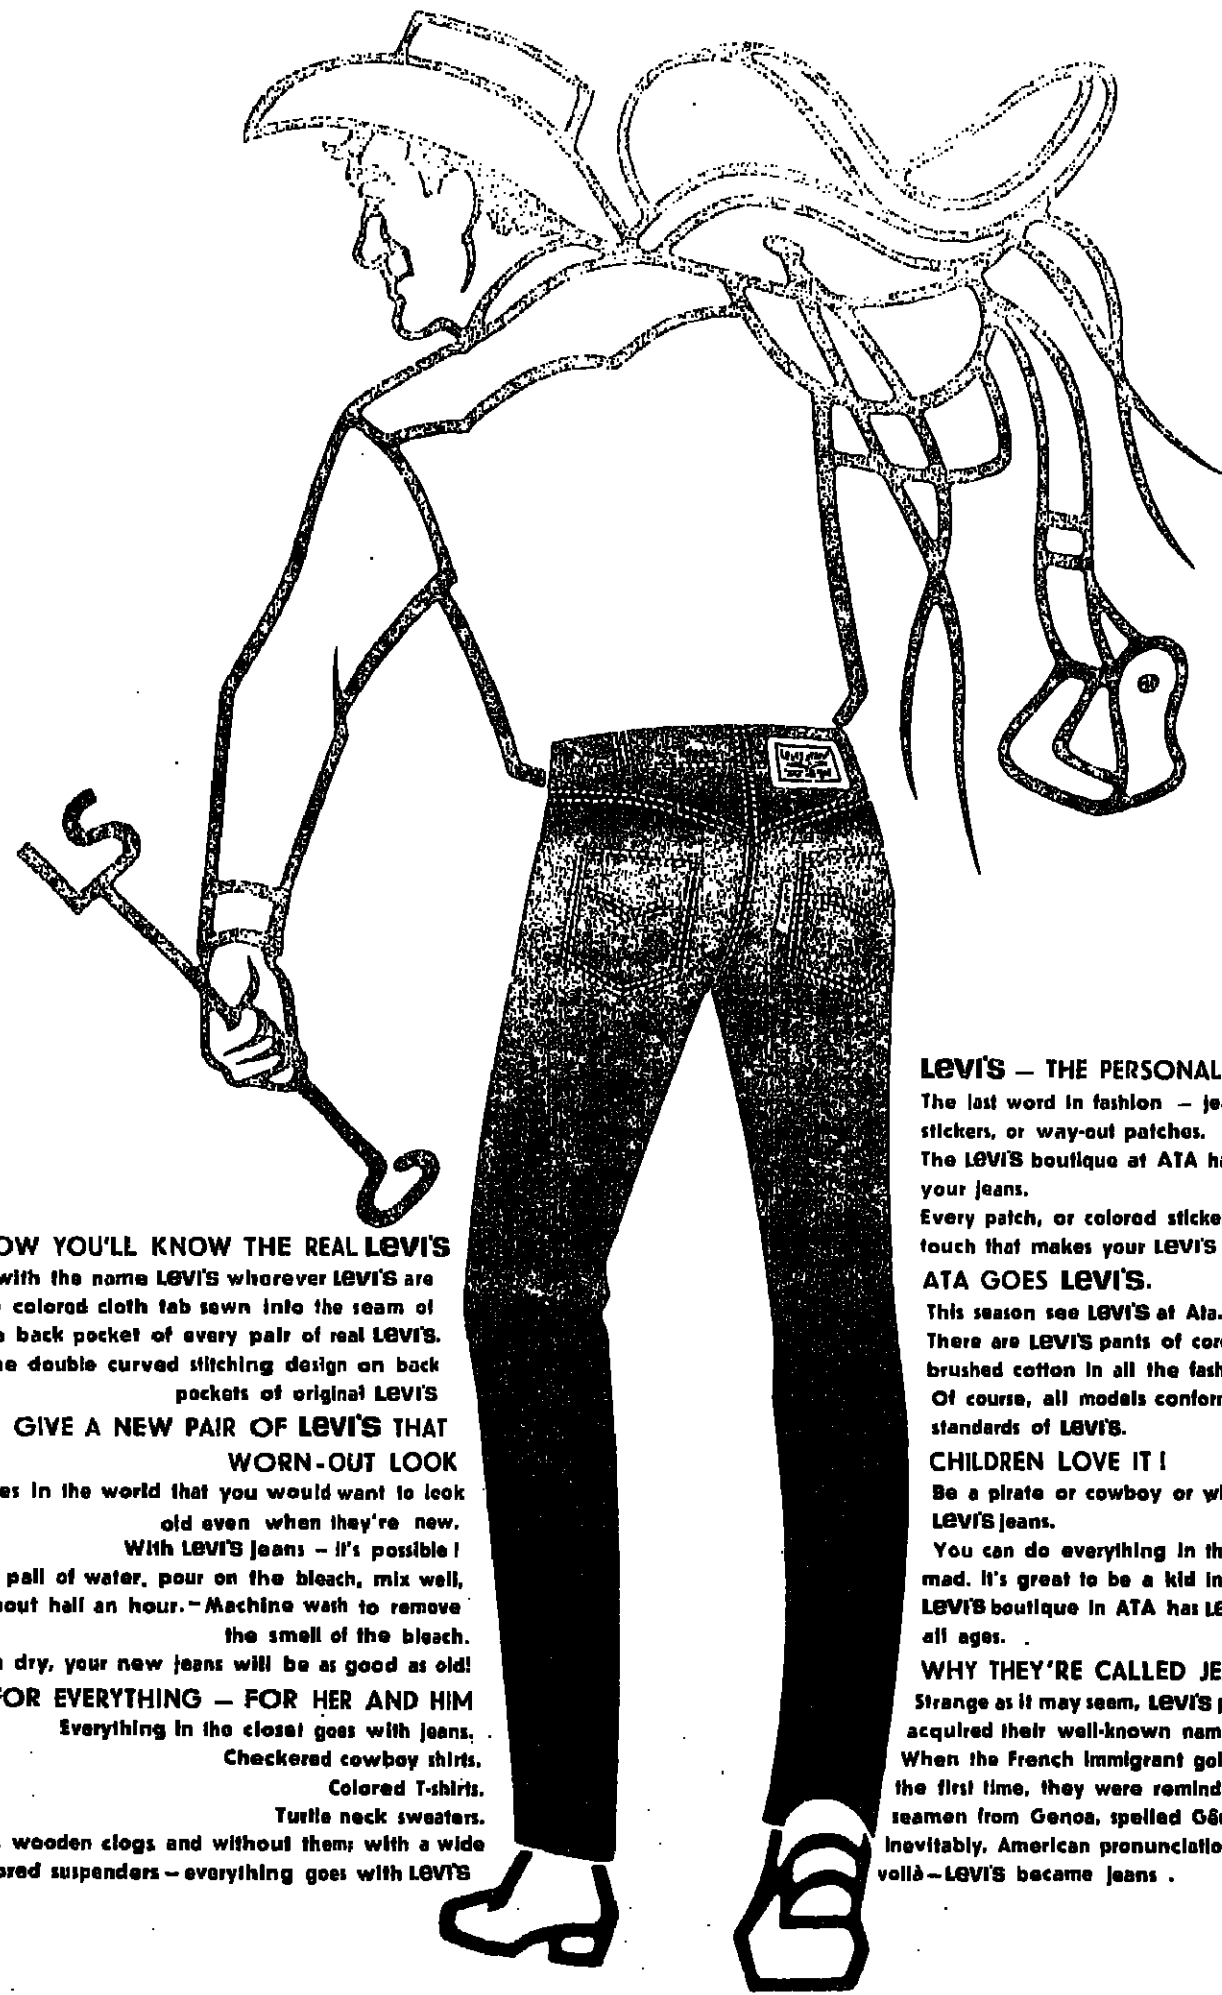 OW YOU'LL KNOW THE REAL LEVI'S
with the name LEVI'S wherever LEVI'S are
colored cloth tab sewn into the seam of
back pocket of every pair of real LEVI'S.
he double curved stitching design on back
pockets of original LEVI'S
GIVE A NEW PAIR OF LEVI'S THAT
WORN-OUT LOOK
es in the world that you would want to look
old even when they're new.
With LEVI'S jeans – it's possible!
pail of water, pour on the bleach, mix well,
out half an hour. – Machine wash to remove
the smell of the bleach.
dry, your new jeans will be as good as old!
FOR EVERYTHING – FOR HER AND HIM
Everything in the closet goes with jeans.
Checkered cowboy shirts.
Colored T-shirts.
Turtle neck sweaters.
wooden clogs and without them; with a wide
ored suspenders – everything goes with LEVI'S
LEVI'S – THE PERSONAL
The last word in fashion – je
stickers, or way-out patches.
The LEVI'S boutique at ATA ha
your jeans.
Every patch, or colored sticke
touch that makes your LEVI'S
ATA GOES LEVI'S.
This season see LEVI'S at Ata.
There are LEVI'S pants of cor
brushed cotton in all the fash
Of course, all models conform
standards of LEVI'S.
CHILDREN LOVE IT!
Be a pirate or cowboy or wh
LEVI'S jeans.
You can do everything in th
mad. It's great to be a kid in
LEVI'S boutique in ATA has LE
all ages.
WHY THEY'RE CALLED JE
Strange as it may seem, LEVI'S p
acquired their well-known nam
When the French immigrant gol
the first time, they were remind
seamen from Genoa, spelled Gê
Inevitably, American pronunciatio
voilà – LEVI'S became jeans .